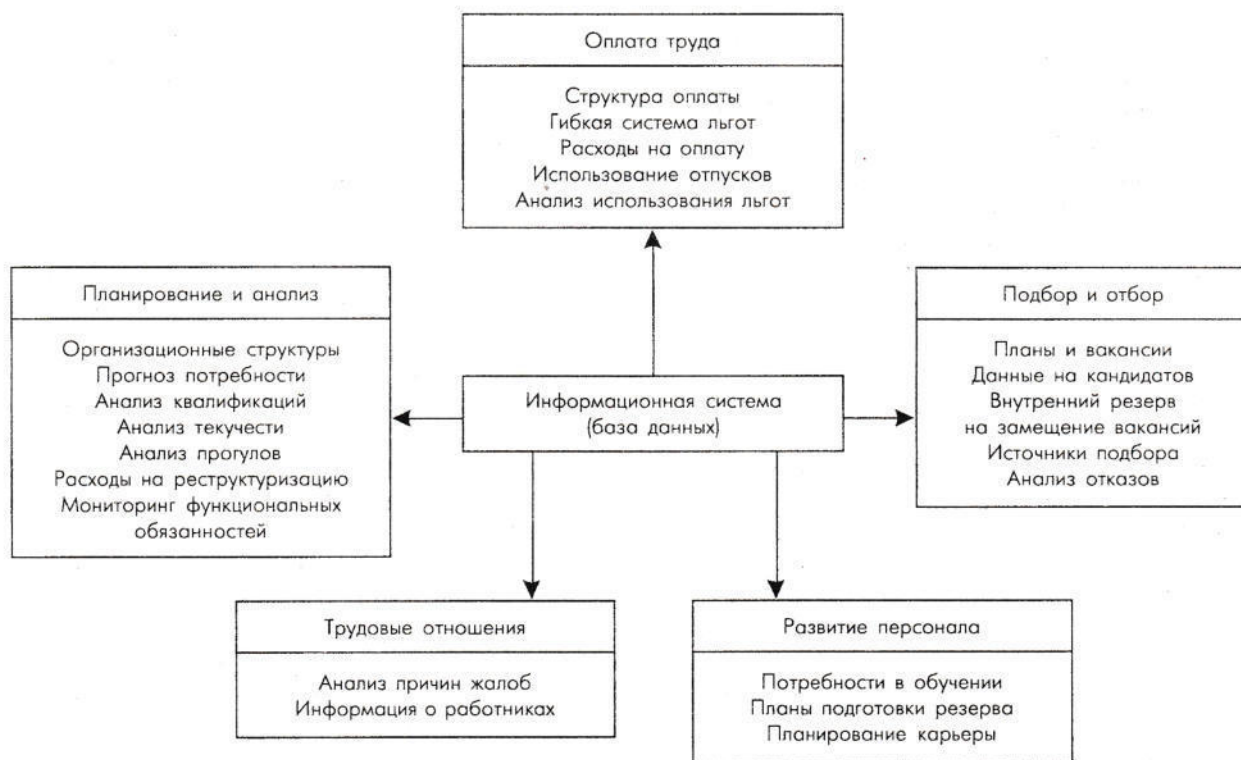 Оплата труда
Структура оплаты
Гибкая система льгот
Расходы на оплату
Использование отпусков
Анализ использования льгот
Планирование и анализ
Организационные структуры
Прогноз потребности
Анализ квалификаций
Анализ текучести
Анализ прогулов
Расходы на реструктуризацию
Мониторинг функциональных
обязанностей
Информационная система
(база данных)
Подбор и отбор
Планы и вакансии
Данные на кандидатов
Внутренний резерв
на замещение вакансий
Источники подбора
Анализ отказов
Трудовые отношения
Анализ причин жалоб
Информация о работниках
Развитие персонала
Потребности в обучении
Планы подготовки резерва
Планирование карьеры